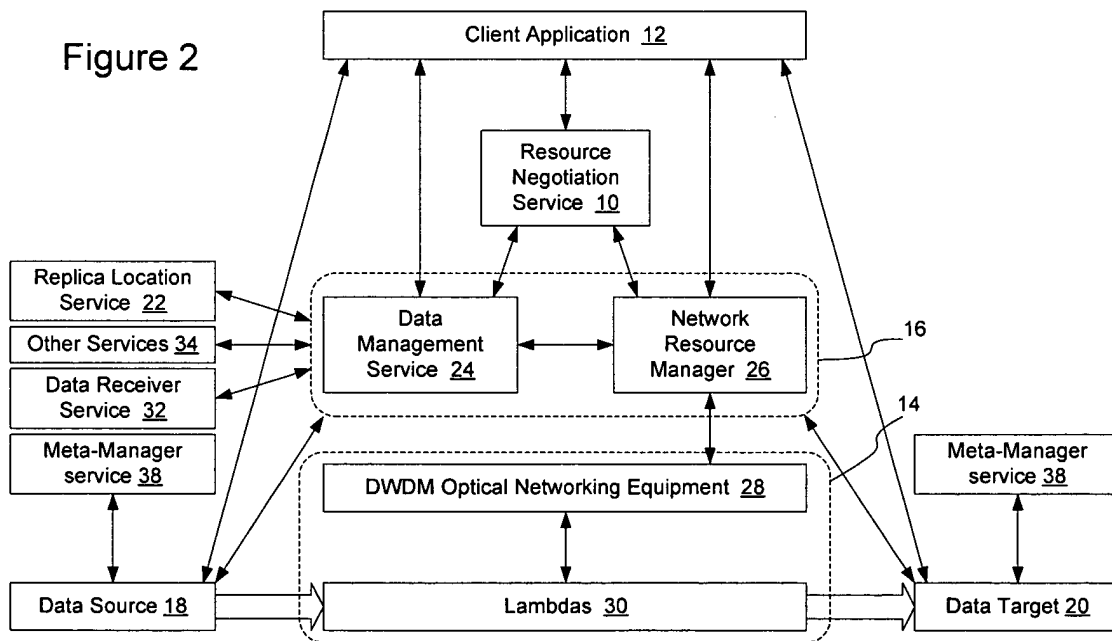 Figure 2
Client Application 12
Resource
Negotiation
Service 10
Replica Location
Service 22
Other Services 34
Data Receiver
Service 32
Meta-Manager
service 38
Data
Management
Service 24
Network
Resource
Manager 26
16
14
Meta-Manager
service 38
DWDM Optical Networking Equipment 28
Data Source 18
Lambdas 30
Data Target 20